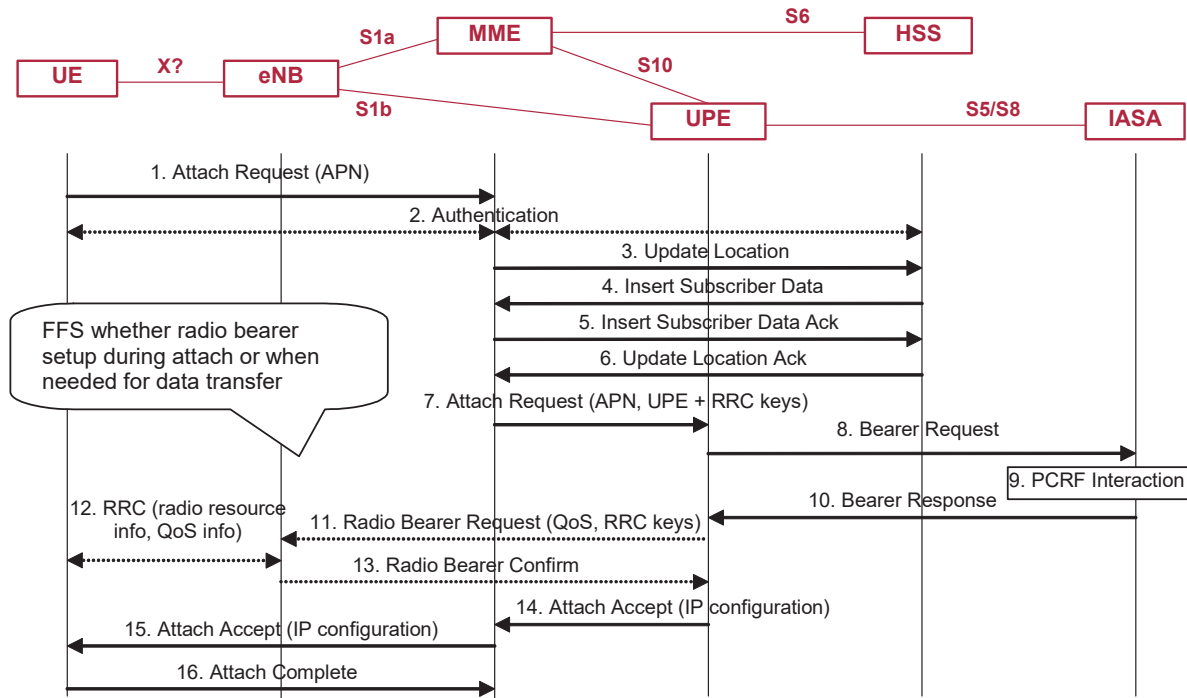 S6
MME
HSS
S1a
X?
S10
UE
eNB
S1b
S5/S8
UPE
IASA
1. Attach Request (APN)
2. Authentication
3. Update Location
4. Insert Subscriber Data
FFS whether radio bearer
setup during attach or when
needed for data transfer
5. Insert Subscriber Data Ack
6. Update Location Ack
7. Attach Request (APN, UPE + RRC keys)
8. Bearer Request
9. PCRF Interaction
10. Bearer Response
12. RRC (radio resource
info, QoS info)
11. Radio Bearer Request (QoS, RRC keys)
13. Radio Bearer Confirm
14. Attach Accept (IP configuration)
15. Attach Accept (IP configuration)
16. Attach Complete